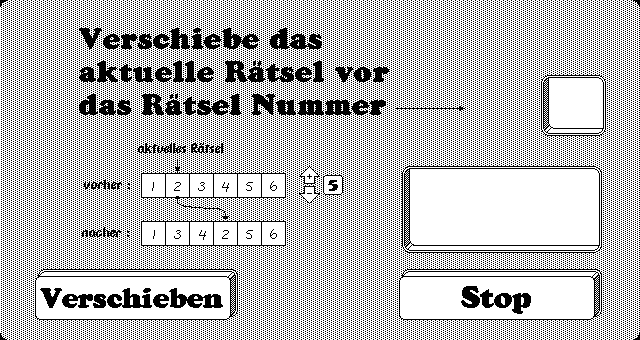 Verschiebe das
aktuelle Rätsel vor
das Rätsel Nummer
aktuelles Rätsel
vorher : 1 2 3 4 5 6 5
nacher : 1 3 4 2 5 6
Verschieben
Stop